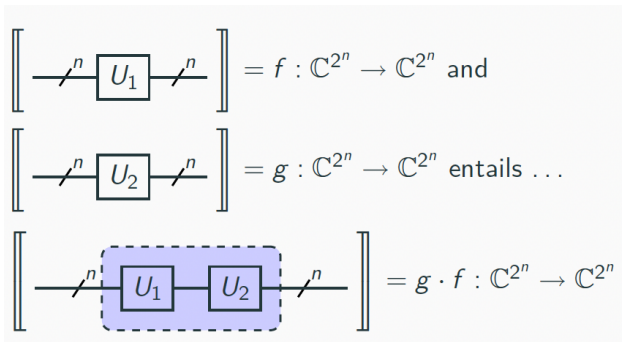 ⟦ n U₁ n ⟧ = f : ℂ^{2^n} → ℂ^{2^n} and
⟦ n U₂ n ⟧ = g : ℂ^{2^n} → ℂ^{2^n} entails . . .
⟦ n U₁ U₂ n ⟧ = g · f : ℂ^{2^n} → ℂ^{2^n}